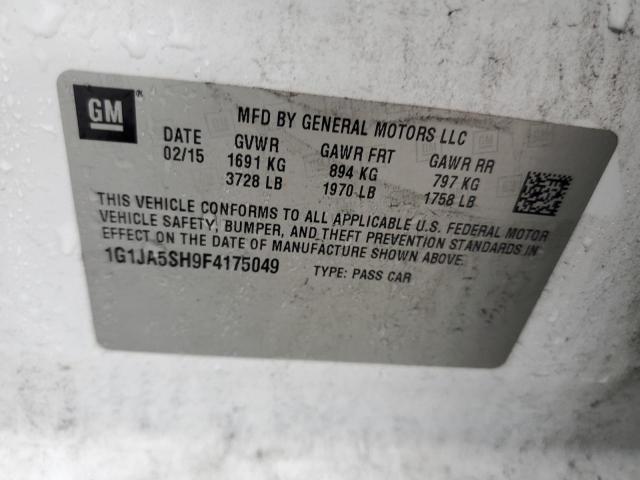 GM®
MFD BY GENERAL MOTORS LLC
DATE GVWR GAWR FRT GAWR RR
02/15 1691 KG 894 KG 797 KG
3728 LB 1970 LB 1758 LB
THIS VEHICLE CONFORMS TO ALL APPLICABLE U.S. FEDERAL MOTOR
VEHICLE SAFETY, BUMPER, AND THEFT PREVENTION STANDARDS IN
EFFECT ON THE DATE OF MANUFACTURE SHOWN ABOVE.
1G1JA5SH9F4175049 TYPE: PASS CAR